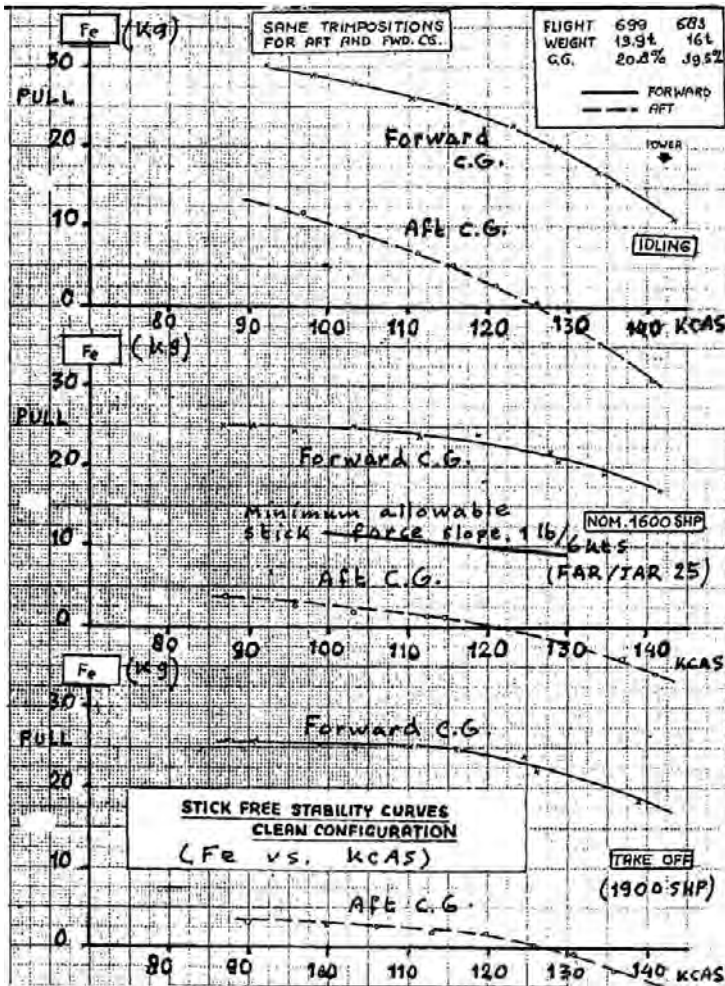 Fe (Kg)
SAME TRIMPOSITIONS
FOR AFT AND FWD. CG.
FLIGHT 699 683
WEIGHT 13.9t 16t
C.G. 20.8% 39.5%
FORWARD
AFT
30
PULL
20
10
0
Forward
C.G.
POWER
Aft C.G.
IDLING
80 90 100 110 120 130 140 KCAS
Fe (Kg)
30
PULL
20
10
0
Forward C.G.
Minimum allowable
stick force slope, 1 lb/6 kts
(FAR/JAR 25)
NOM. 1600 SHP
Aft C.G.
80 90 100 110 120 130 140 KCAS
Fe (Kg)
30
PULL
20
10
0
Forward C.G.
STICK FREE STABILITY CURVES
CLEAN CONFIGURATION
(Fe vs. KCAS)
TAKE OFF
(1900 SHP)
Aft C.G.
80 90 100 110 120 130 140 KCAS